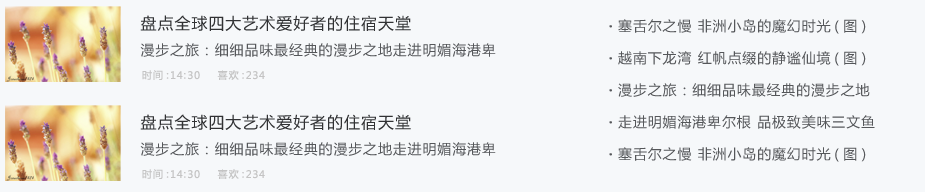 盘点全球四大艺术爱好者的住宿天堂
漫步之旅：细细品味最经典的漫步之地走进明媚海港卑
时间:14:30 喜欢:234
盘点全球四大艺术爱好者的住宿天堂
漫步之旅：细细品味最经典的漫步之地走进明媚海港卑
时间:14:30 喜欢:234
· 塞舌尔之慢 非洲小岛的魔幻时光（图）
· 越南下龙湾 红帆点缀的静谧仙境（图）
· 漫步之旅：细细品味最经典的漫步之地
· 走进明媚海港卑尔根 品极致美味三文鱼
· 塞舌尔之慢 非洲小岛的魔幻时光（图）